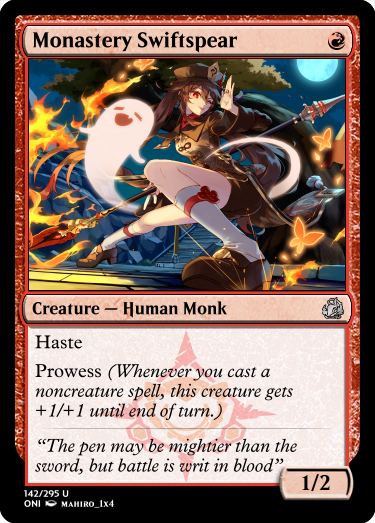 Monastery Swiftspear
Creature — Human Monk
Haste
Prowess (Whenever you cast a
noncreature spell, this creature gets
+1/+1 until end of turn.)
“The pen may be mightier than the
sword, but battle is writ in blood”
1/2
142/295 U
ONI MAHIRO_1X4